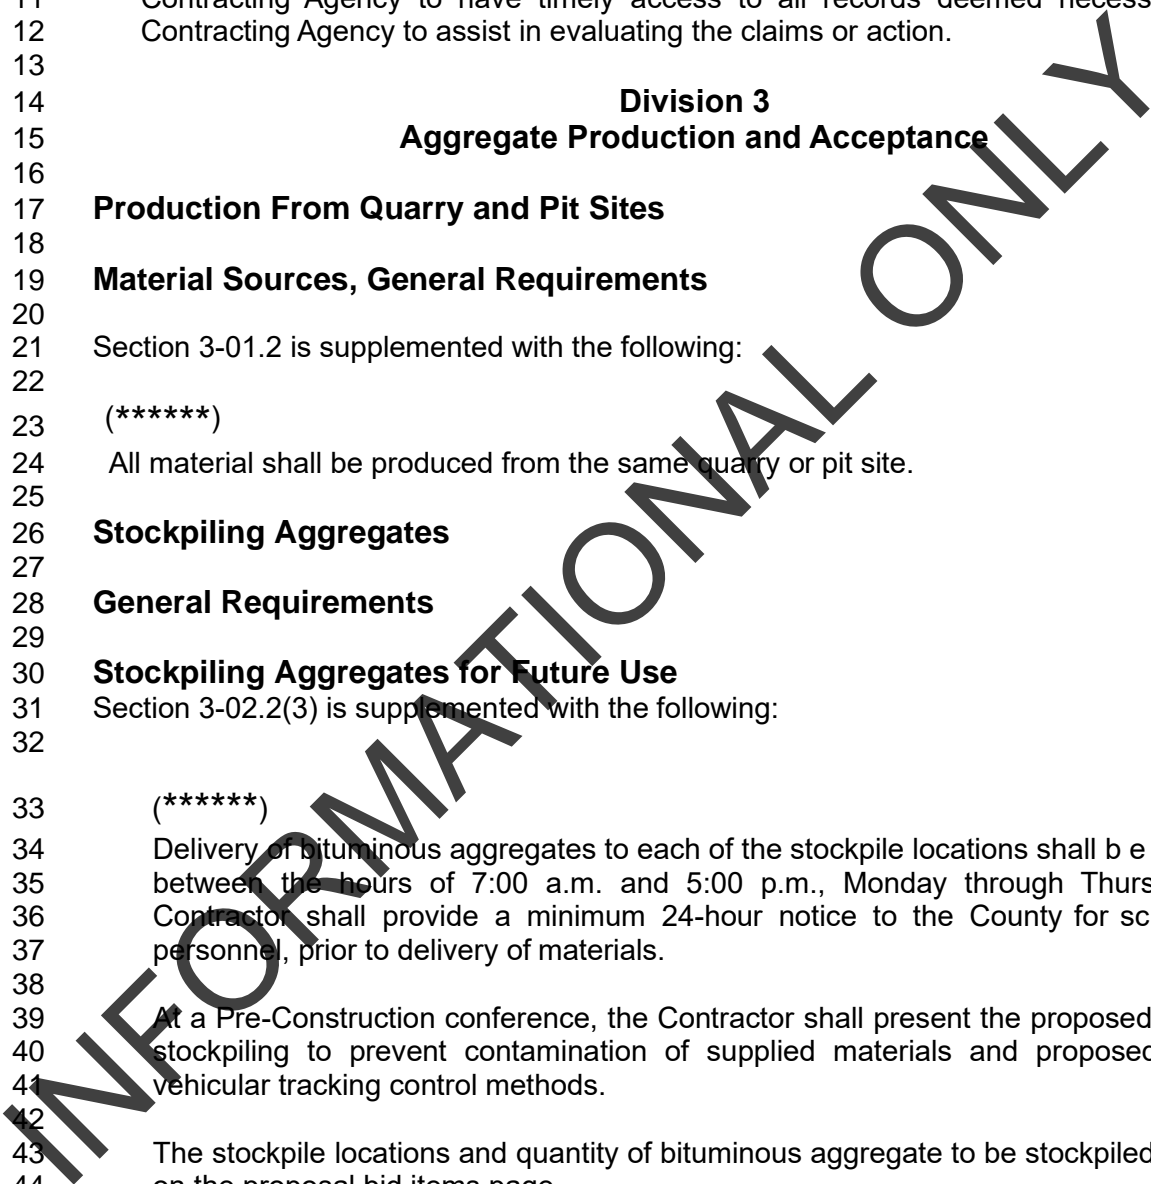 11 Contracting Agency to have timely access to all records deemed
12 Contracting Agency to assist in evaluating the claims or action.
13
14 Division 3
15 Aggregate Production and Acceptance
16
17 Production From Quarry and Pit Sites
18
19 Material Sources, General Requirements
20
21 Section 3-01.2 is supplemented with the following:
22
23 (******)
24 All material shall be produced from the same quarry or pit site.
25
26 Stockpiling Aggregates
27
28 General Requirements
29
30 Stockpiling Aggregates for Future Use
31 Section 3-02.2(3) is supplemented with the following:
32
33 (******)
34 Delivery of bituminous aggregates to each of the stockpile locations shall b e
35 between the hours of 7:00 a.m. and 5:00 p.m., Monday through
36 Contractor shall provide a minimum 24-hour notice to the County for
37 personnel, prior to delivery of materials.
38
39 At a Pre-Construction conference, the Contractor shall present the proposed
40 stockpiling to prevent contamination of supplied materials and proposed
41 vehicular tracking control methods.
42
43 The stockpile locations and quantity of bituminous aggregate to be stockpiled
44 on the proposal bid items page
INFORMATIONAL ONLY